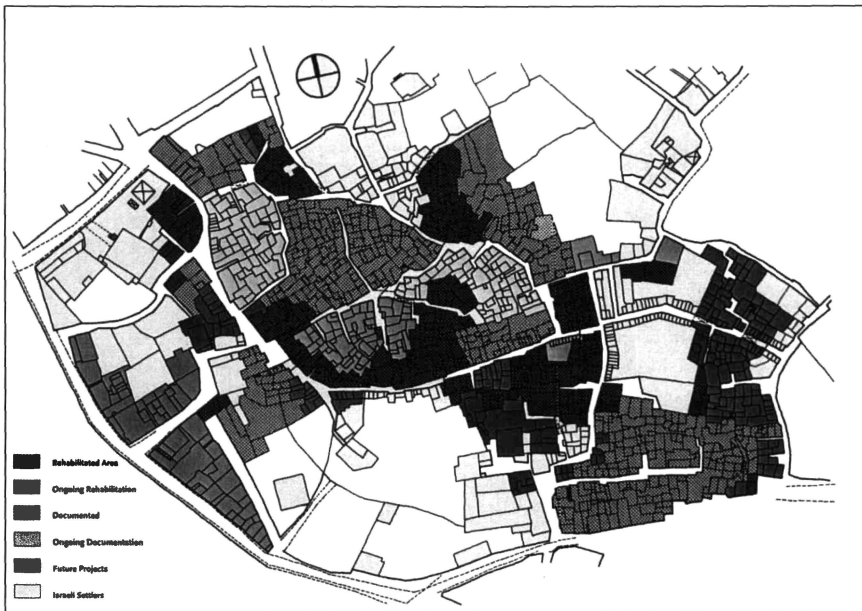 Rehabilitated Area
Ongoing Rehabilitation
Documented
Ongoing Documentation
Future Projects
Israeli Settlers